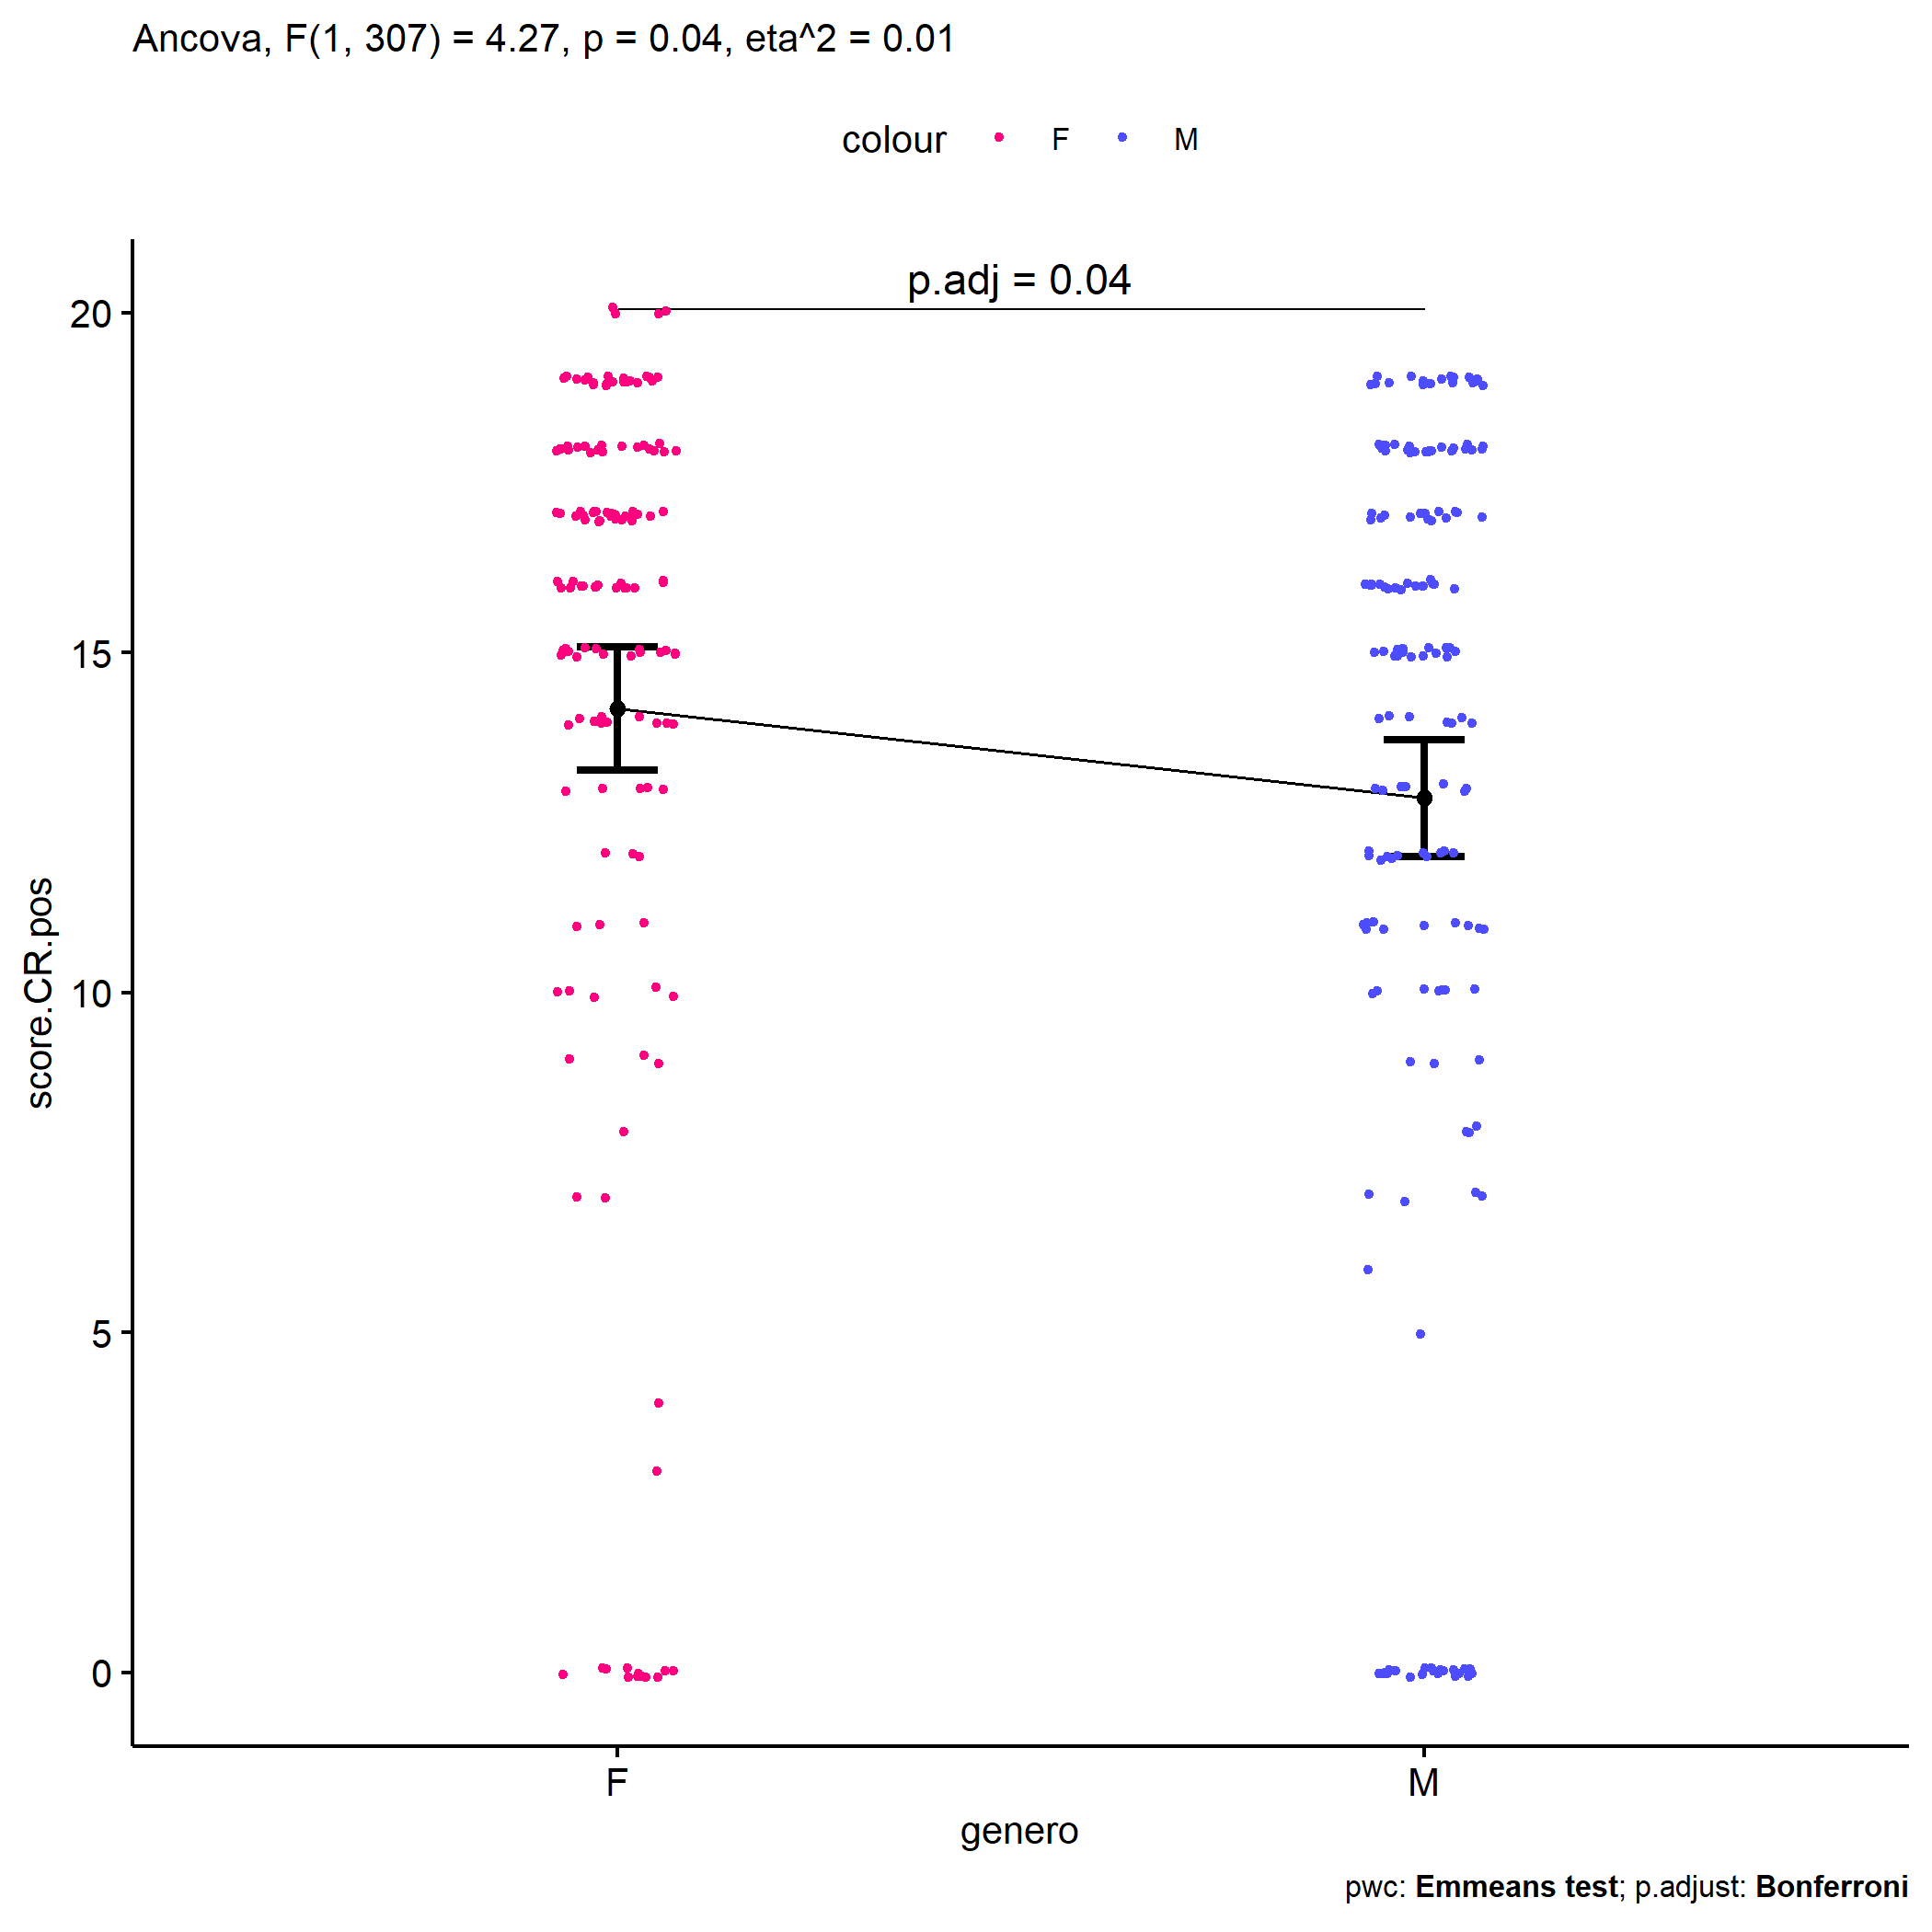 Ancova, F(1, 307) = 4.27, p = 0.04, eta^2 = 0.01
colour F M
p.adj = 0.04
20
15
10
5
0
score.CR.pos
F M
genero
pwc: Emmeans test; p.adjust: Bonferroni